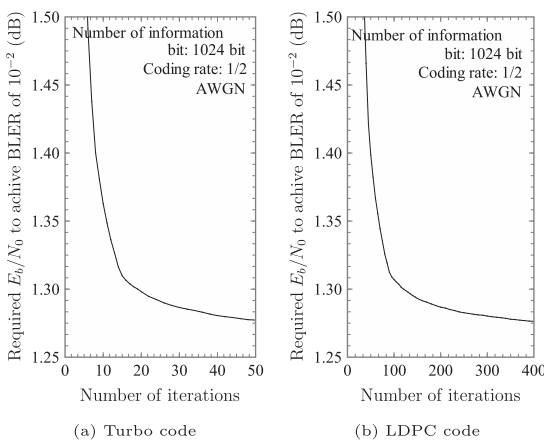 Required E_b/N_0 to achive BLER of 10^{-2} (dB)
1.50
1.45
1.40
1.35
1.30
1.25
Number of information
bit: 1024 bit
Coding rate: 1/2
AWGN
0 10 20 30 40 50
Number of iterations
(a) Turbo code
Required E_b/N_0 to achive BLER of 10^{-2} (dB)
1.50
1.45
1.40
1.35
1.30
1.25
Number of information
bit: 1024 bit
Coding rate: 1/2
AWGN
0 100 200 300 400
Number of iterations
(b) LDPC code